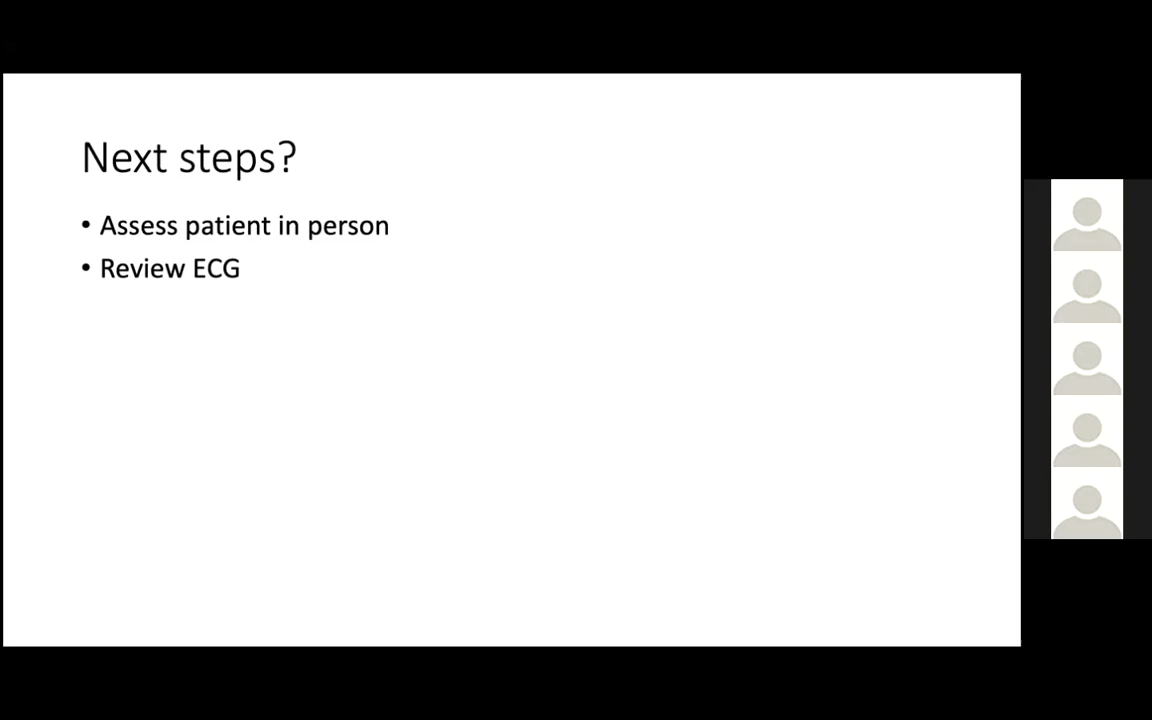 Next steps?
• Assess patient in person
• Review ECG